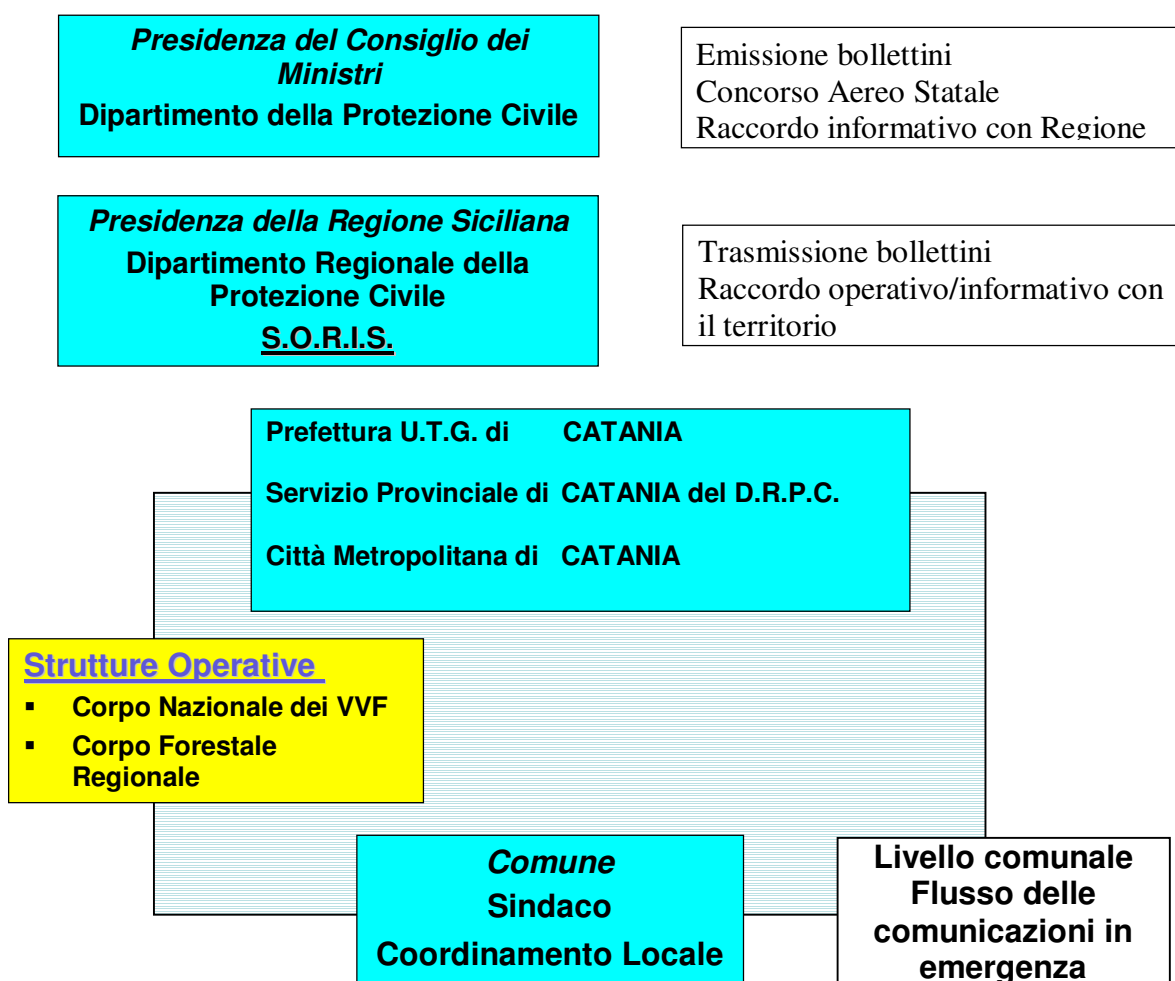 Presidenza del Consiglio dei
Ministri
Dipartimento della Protezione Civile
Emissione bollettini
Concorso Aereo Statale
Raccordo informativo con Regione
Presidenza della Regione Siciliana
Dipartimento Regionale della
Protezione Civile
S.O.R.I.S.
Trasmissione bollettini
Raccordo operativo/informativo con
il territorio
Prefettura U.T.G. di CATANIA
Servizio Provinciale di CATANIA del D.R.P.C.
Città Metropolitana di CATANIA
Strutture Operative
▪ Corpo Nazionale dei VVF
▪ Corpo Forestale
Regionale
Comune
Sindaco
Coordinamento Locale
Livello comunale
Flusso delle
comunicazioni in
emergenza